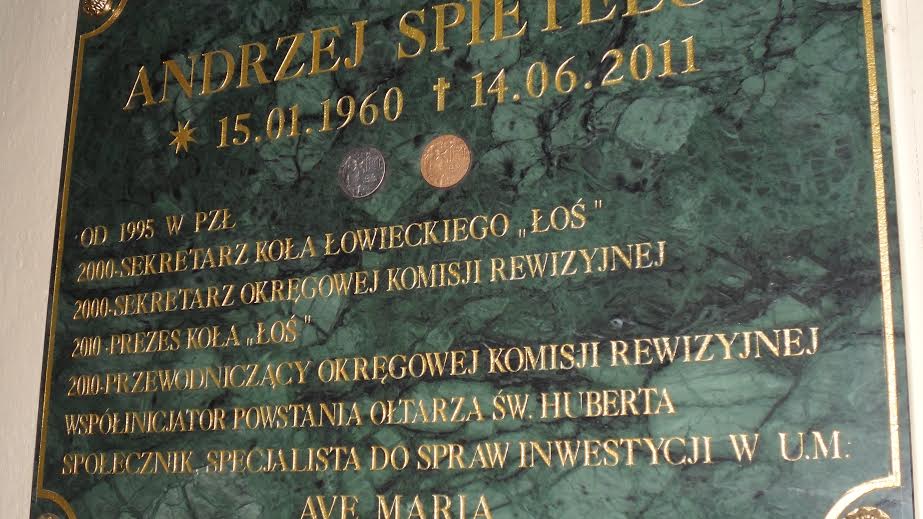 ANDRZEJ
15.01.1960 † 14.06.2011
OD 1995 W PZŁ
2000-SEKRETARZ KOŁA ŁOWIECKIEGO „ŁOŚ"
2000-SEKRETARZ OKRĘGOWEJ KOMISJI REWIZYJNEJ
2010-PREZES KOŁA „ŁOŚ"
2010-PRZEWODNICZĄCY OKRĘGOWEJ KOMISJI REWIZYJNEJ
WSPÓŁINICJATOR POWSTANIA OŁTARZA ŚW. HUBERTA
SPOŁECZNIK, SPECJALISTA DO SPRAW INWESTYCJI W U.M.
AVE MARIA